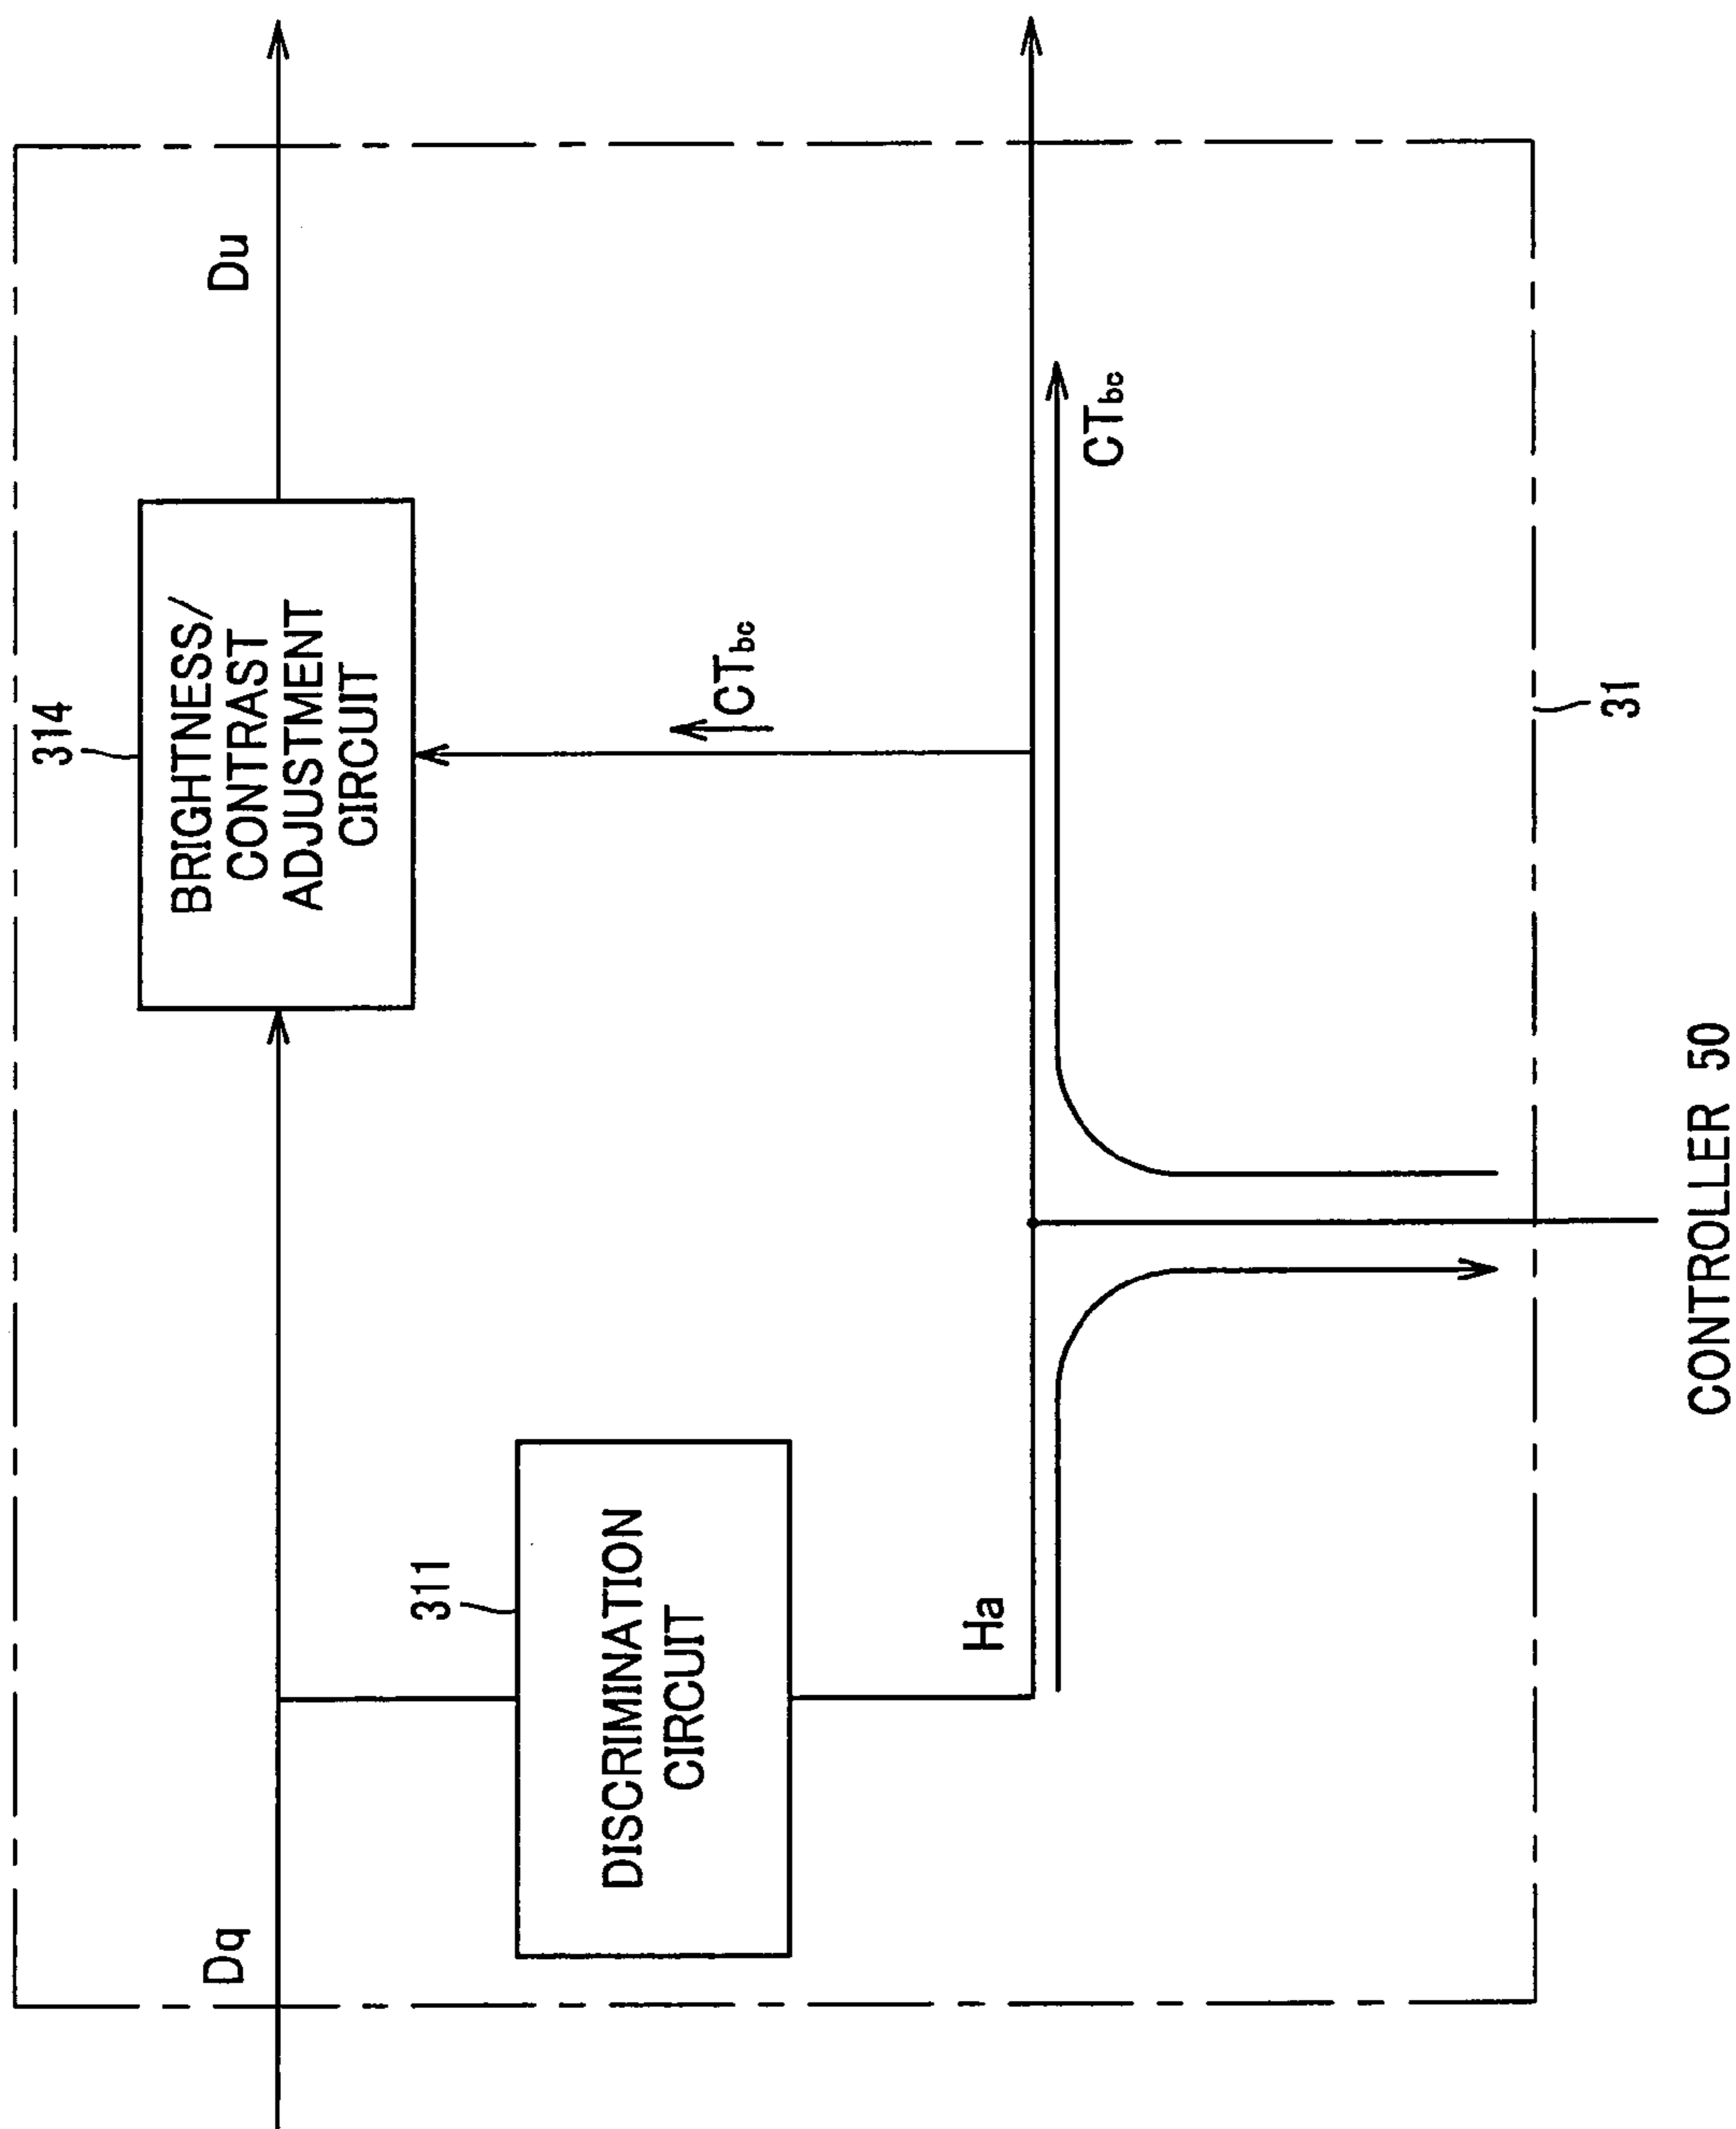 314
BRIGHTNESS/
CONTRAST
ADJUSTMENT
CIRCUIT
Dq
Du
311
DISCRIMINATION
CIRCUIT
CTbc
Ha
CTbc
31
CONTROLLER 50